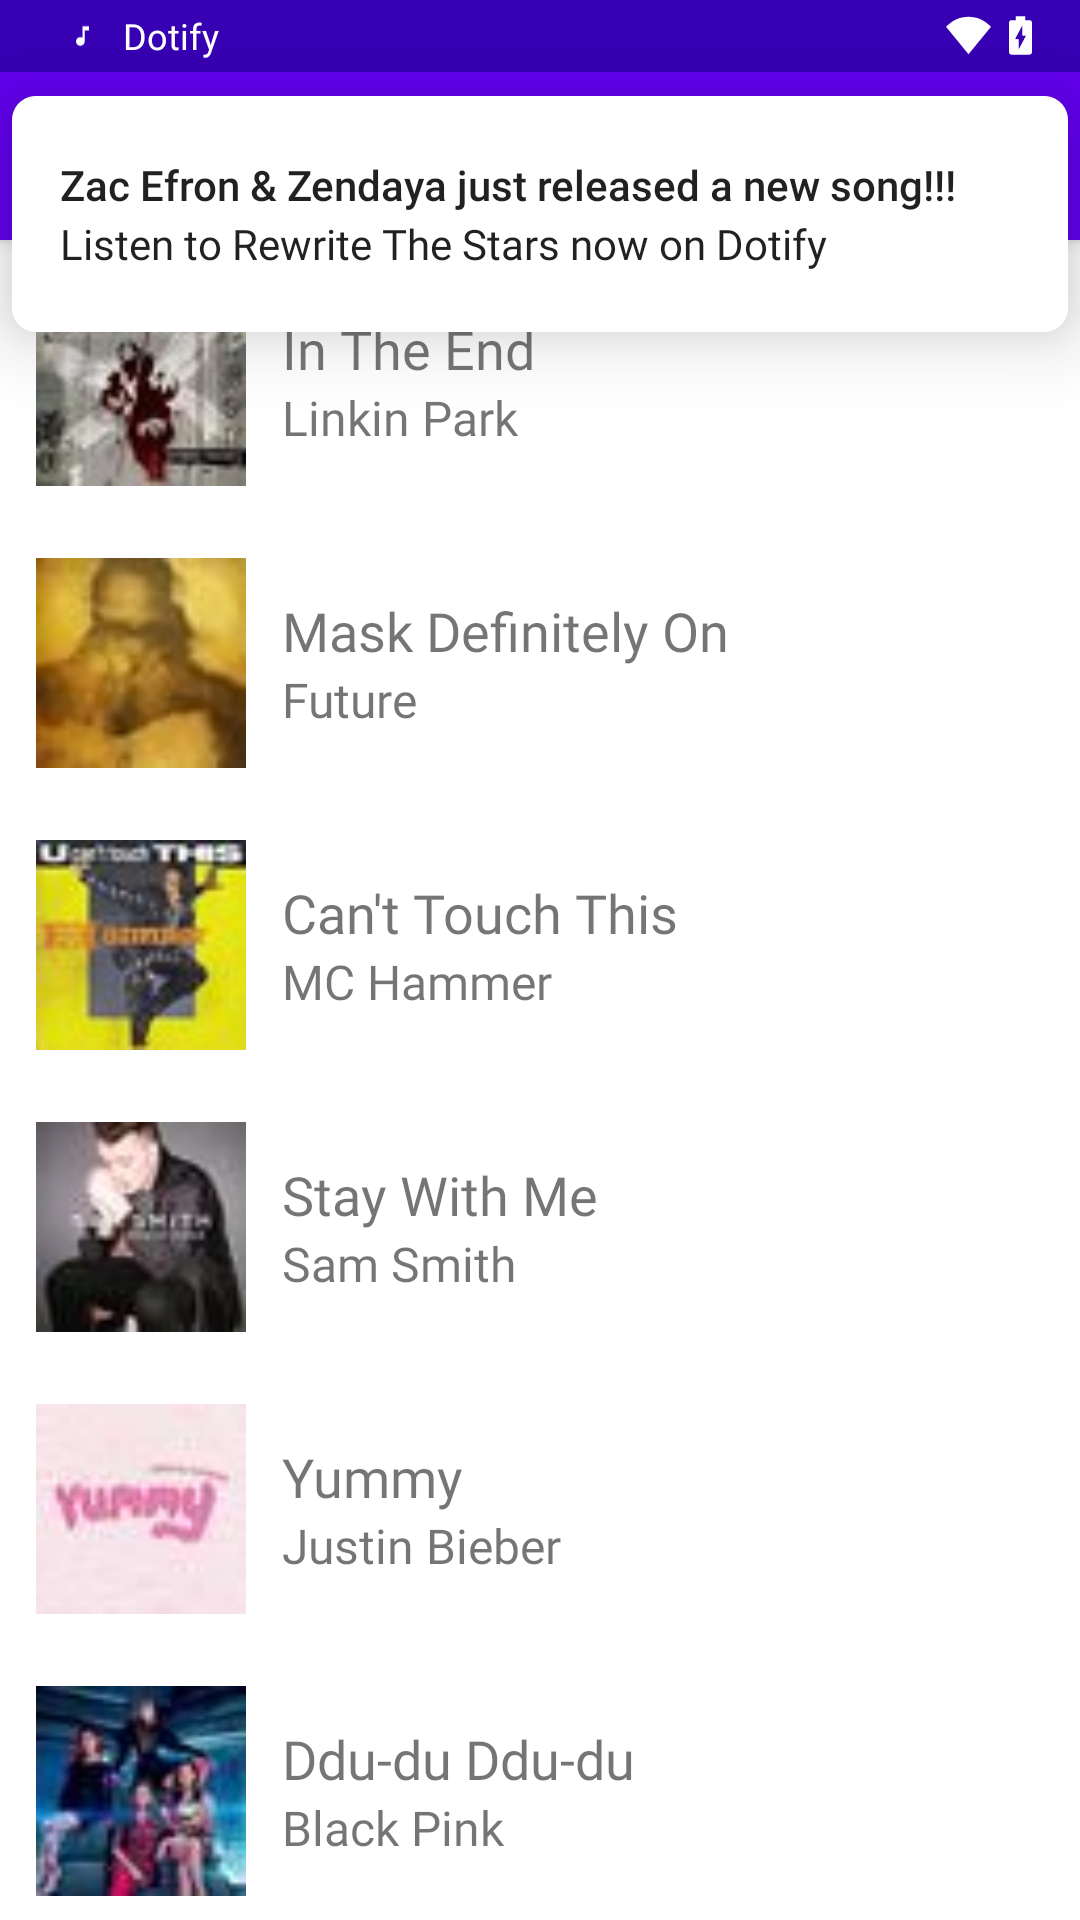 Dotify
Zac Efron & Zendaya just released a new song!!!
Listen to Rewrite The Stars now on Dotify
In The End
Linkin Park
Mask Definitely On
Future
U can't touch THIS
Can't Touch This
MC Hammer
SAM SMITH
Stay With Me
Sam Smith
Yummy
Yummy
Justin Bieber
Ddu-du Ddu-du
Black Pink